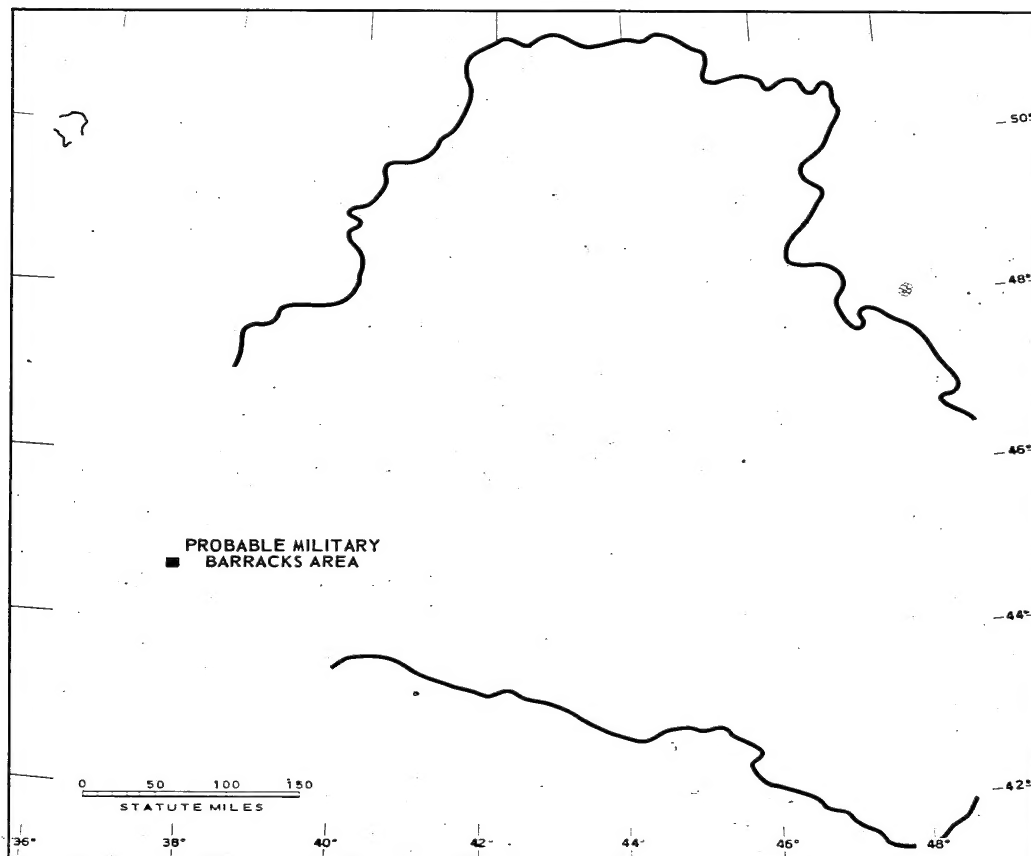 50°
48°
46°
PROBABLE MILITARY
BARRACKS AREA
44°
0 50 100 150
STATUTE MILES
42°
36° 38° 40° 42° 44° 46° 48°